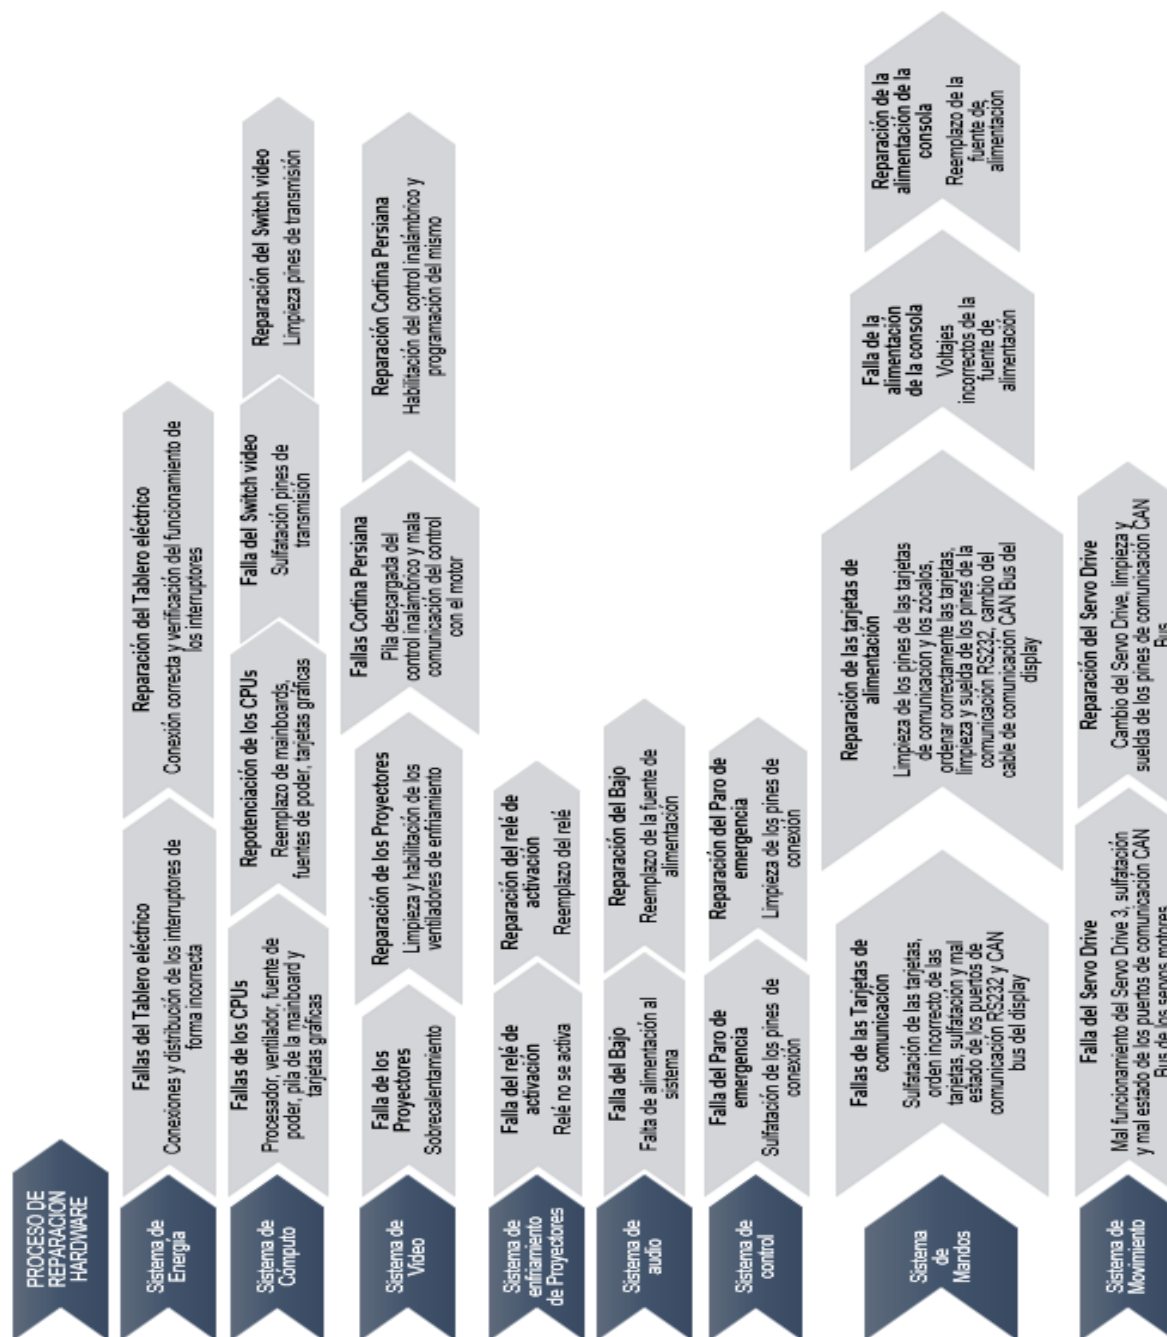 PROCESO DE
REPARACION
HARDWARE
Sistema de
Energía
Fallas del Tablero eléctrico
Conexiones y distribución de los interruptores de
forma incorrecta
Reparación del Tablero eléctrico
Conexión correcta y verificación del funcionamiento de
los interruptores
Sistema de
Cómputo
Fallas de los CPUs
Procesador, ventilador, fuente de
poder, pila de la mainboard y
tarjetas gráficas
Repotenciación de los CPUs
Reemplazo de mainboards,
fuentes de poder, tarjetas gráficas
Falla del Switch video
Sulfatación pines de
transmisión
Reparación del Switch video
Limpieza pines de transmisión
Sistema de
Video
Falla de los
Proyectores
Sobrecalentamiento
Reparación de los Proyectores
Limpieza y habilitación de los
ventiladores de enfriamiento
Fallas Cortina Persiana
Pila descargada del
control inalámbrico y mala
comunicación del control
con el motor
Reparación Cortina Persiana
Habilitación del control inalámbrico y
programación del mismo
Sistema de
enfriamiento
de Proyectores
Falla del relé de
activación
Relé no se activa
Reparación del relé de
activación
Reemplazo del relé
Sistema de
audio
Falla del Bajo
Falta de alimentación al
sistema
Reparación del Bajo
Reemplazo de la fuente de
alimentación
Sistema de
control
Falla del Paro de
emergencia
Sulfatación de los pines de
conexión
Reparación del Paro de
emergencia
Limpieza de los pines de
conexión
Sistema
de
Mandos
Fallas de las Tarjetas de
comunicación
Sulfatación de las tarjetas,
orden incorrecto de las
tarjetas, sulfatación y mal
estado de los puertos de
comunicación RS232 y CAN
bus del display
Reparación de las tarjetas de
alimentación
Limpieza de los pines de las tarjetas
de comunicación y los zócalos,
ordenar correctamente las tarjetas,
limpieza y suelda de los pines de la
comunicación RS232, cambio del
cable de comunicación CAN Bus del
display
Falla de la
alimentación
de la consola
Voltajes
incorrectos de la
fuente de
alimentación
Reparación de la
alimentación de la
consola
Reemplazo de la
fuente de
alimentación
Sistema de
Movimiento
Falla del Servo Drive
Mal funcionamiento del Servo Drive 3, sulfatación
y mal estado de los puertos de comunicación CAN
Bus de los servos motores
Reparación del Servo Drive
Cambio del Servo Drive, limpieza y
suelda de los pines de comunicación CAN
Bus